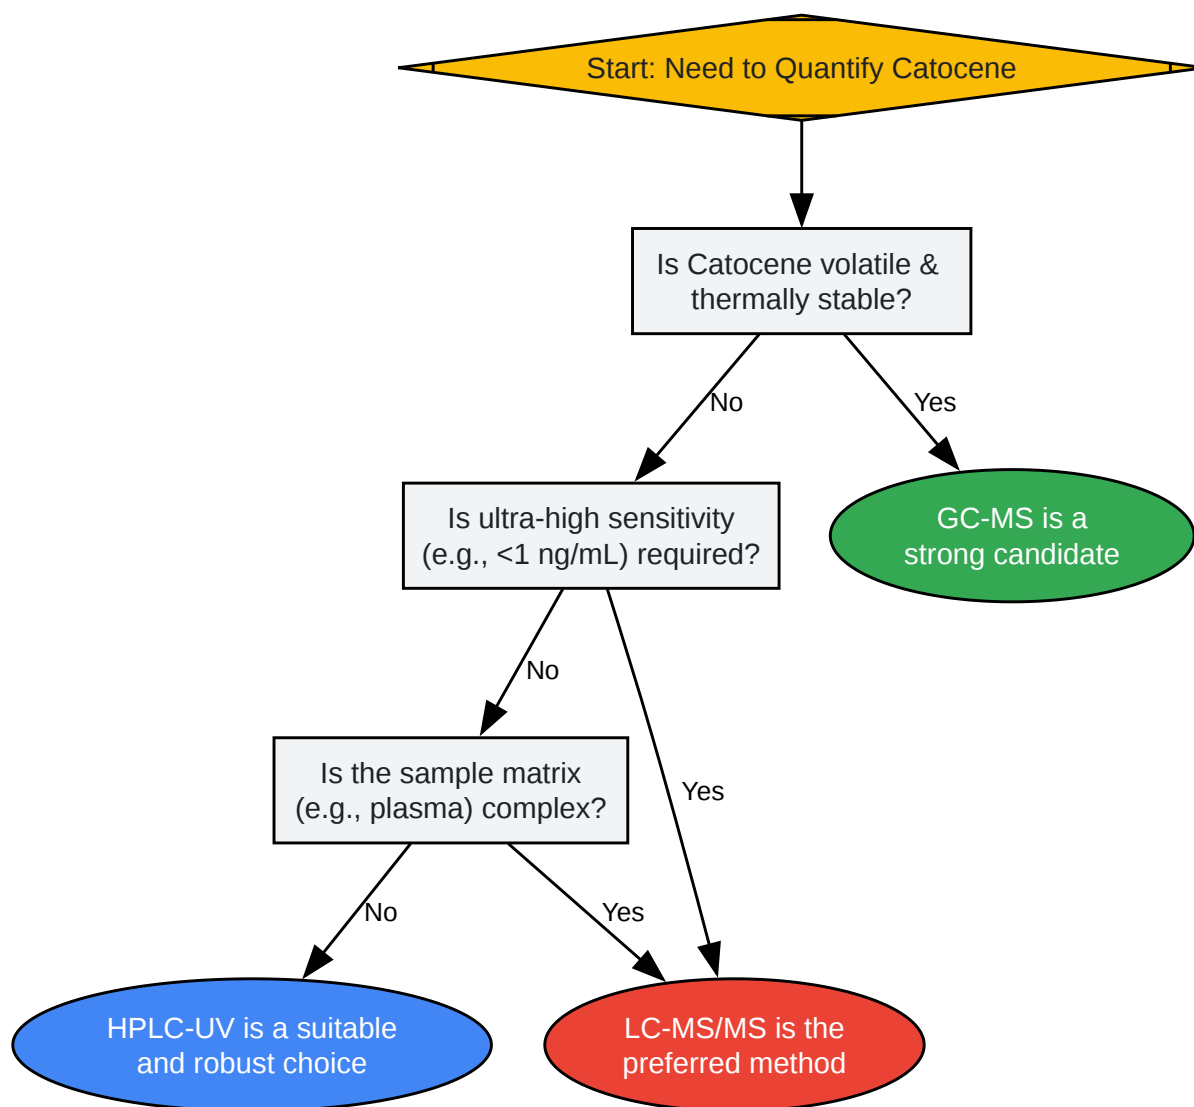 Start: Need to Quantify Catocene
Is Catocene volatile &
thermally stable?
No
Yes
Is ultra-high sensitivity
(e.g., <1 ng/mL) required?
GC-MS is a
strong candidate
No
Yes
Is the sample matrix
(e.g., plasma) complex?
No
Yes
HPLC-UV is a suitable
and robust choice
LC-MS/MS is the
preferred method